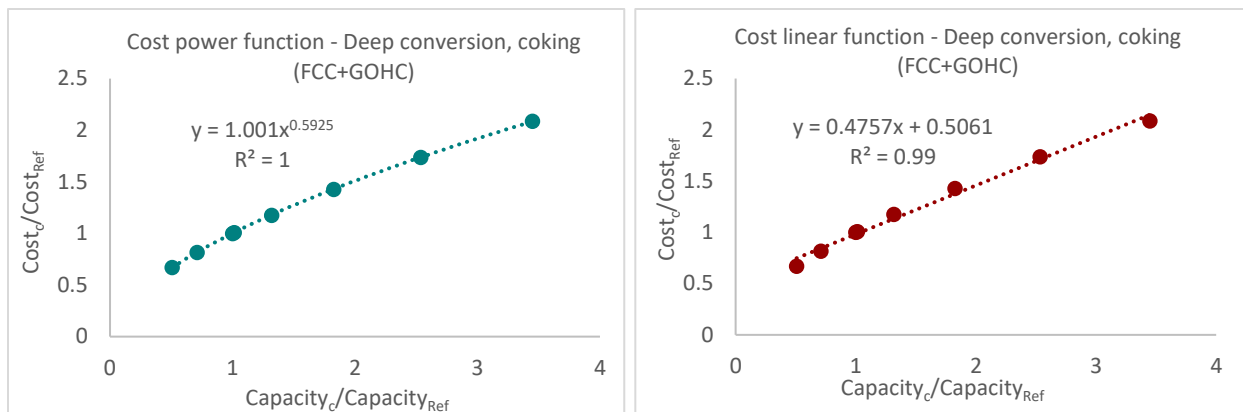 Cost power function - Deep conversion, coking
(FCC+GOHC)
2.5
2
1.5
1
0.5
0
y = 1.001x^0.5925
R² = 1
Cost_c/Cost_Ref
0 1 2 3 4
Capacity_c/Capacity_Ref
Cost linear function - Deep conversion, coking
(FCC+GOHC)
2.5
2
1.5
1
0.5
0
y = 0.4757x + 0.5061
R² = 0.99
Cost_c/Cost_Ref
0 1 2 3 4
Capacity_c/Capacity_Ref